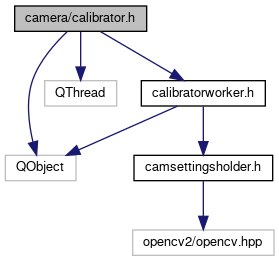 camera/calibrator.h
QThread
calibratorworker.h
QObject
camsettingsholder.h
opencv2/opencv.hpp